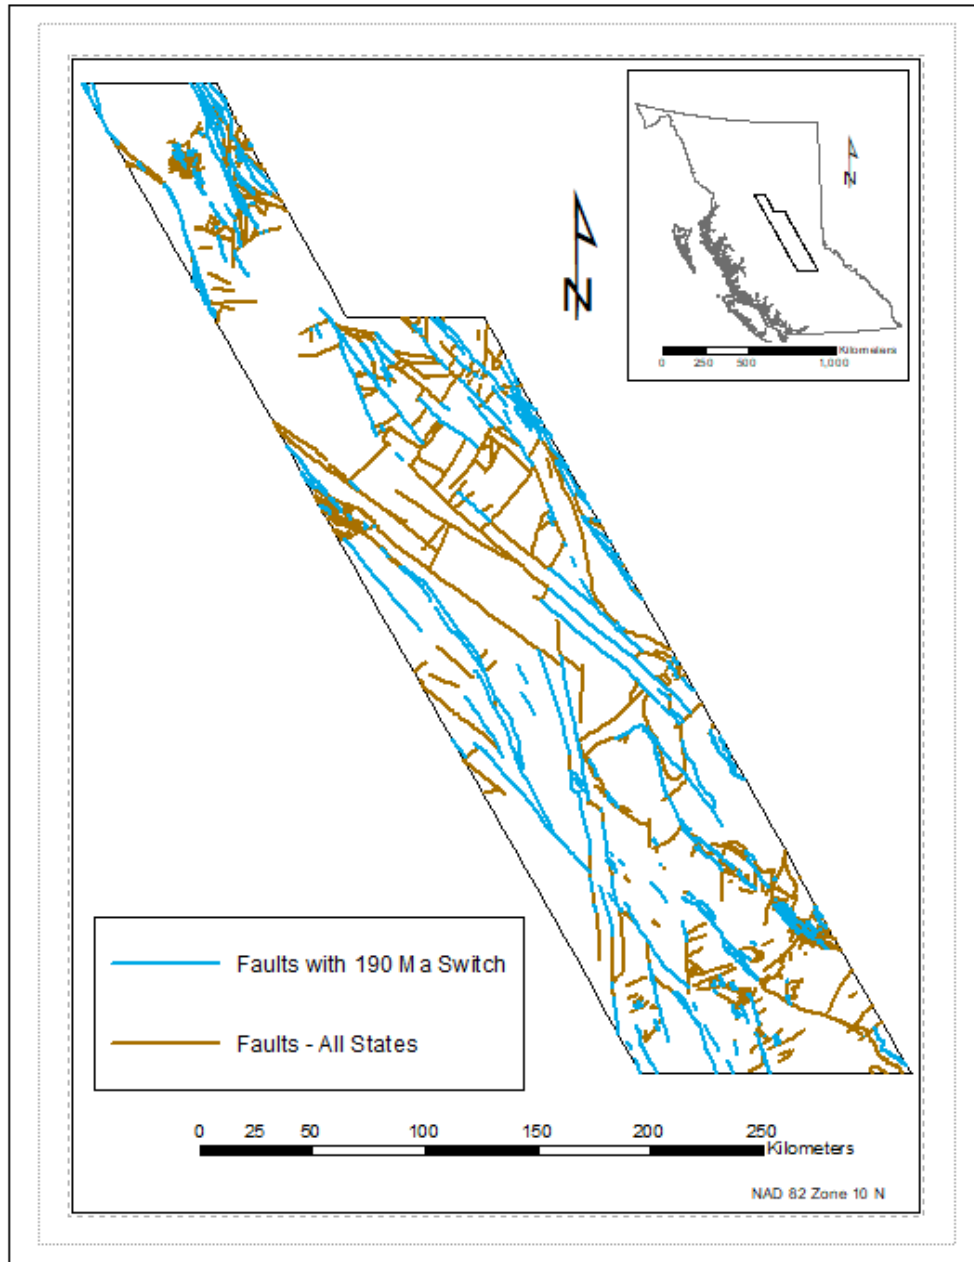 N
N
Kilometers
0 250 500 1,000
Faults with 190 Ma Switch
Faults - All States
0 25 50 100 150 200 250
Kilometers
NAD 82 Zone 10 N